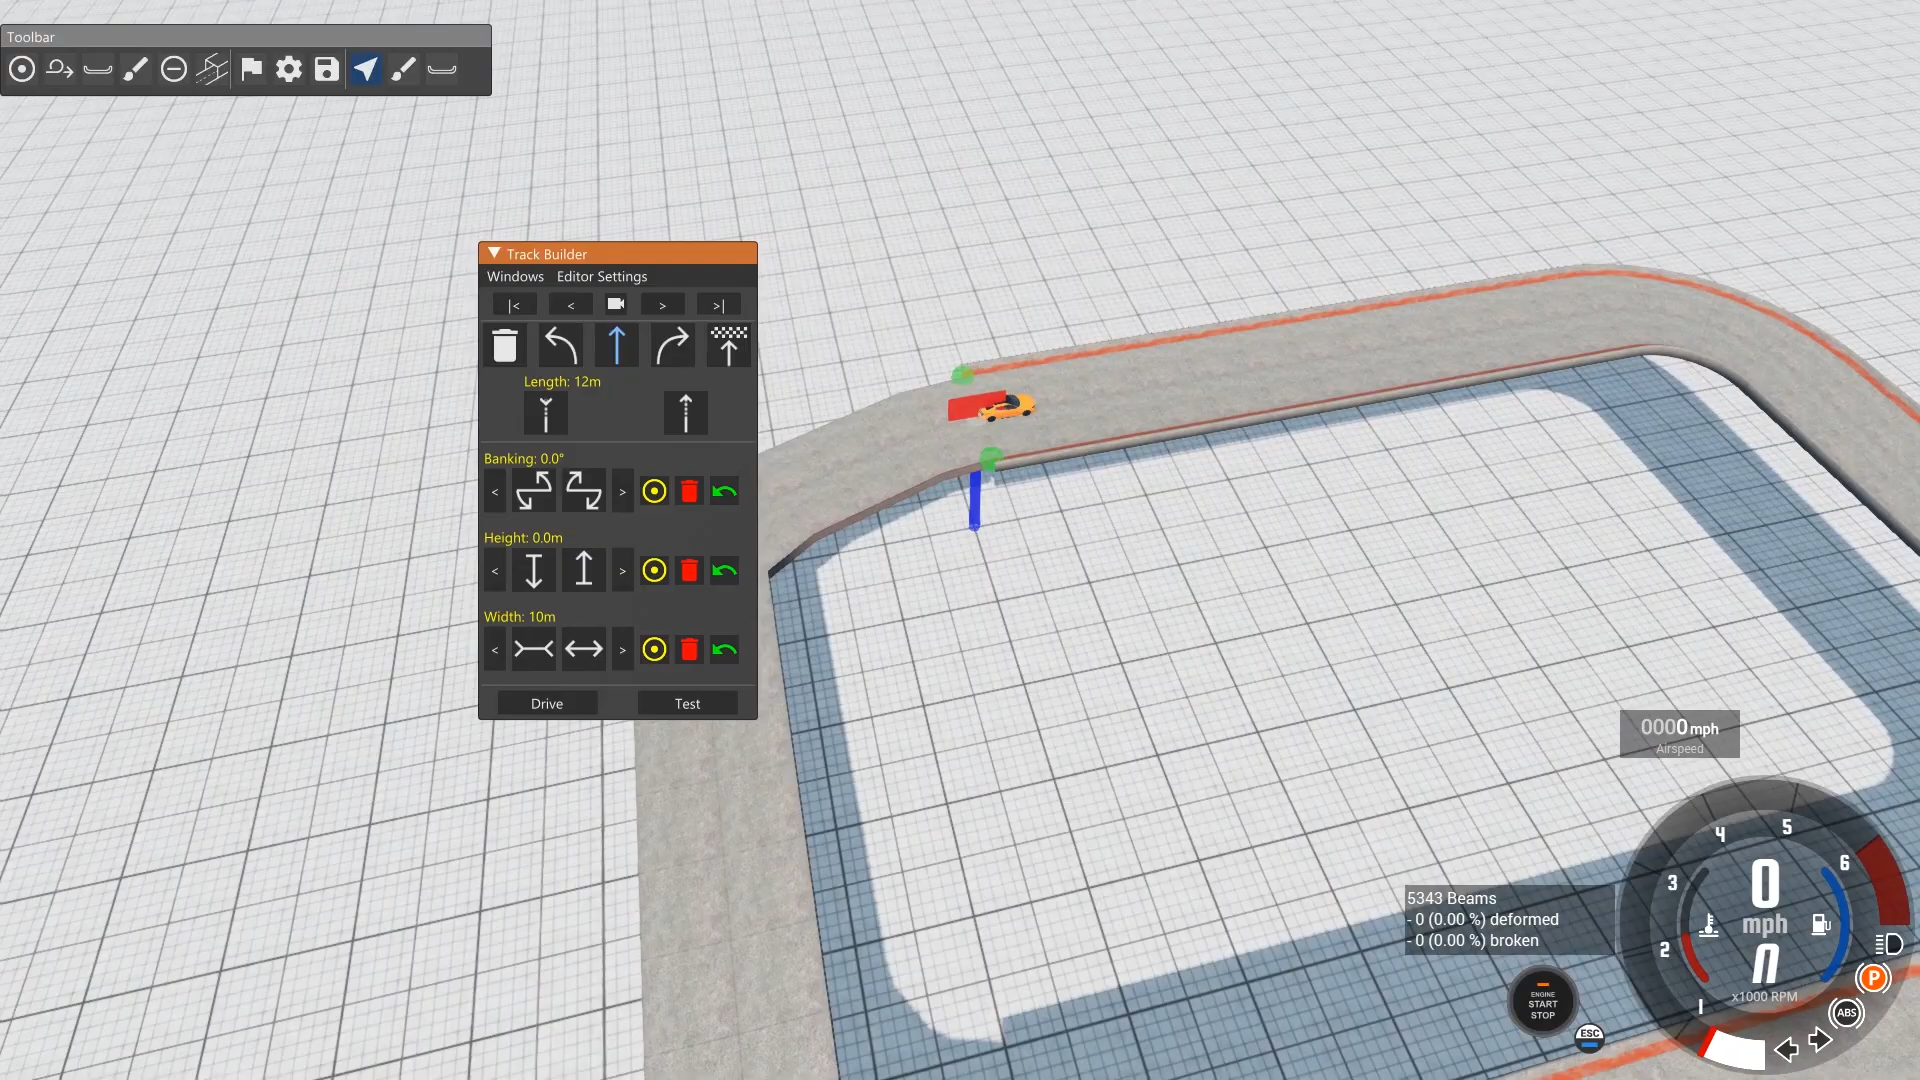 Toolbar
Track Builder
Windows Editor Settings
|< < > >|
Length: 12m
Banking: 0.0°
< >
Height: 0.0m
< >
Width: 10m
< >
Drive Test
0000 mph
Airspeed
5343 Beams
- 0 (0.00 %) deformed
- 0 (0.00 %) broken
1 2 3 4 5 6
0
mph
n
x1000 RPM
ENGINE
START
STOP
ESC
P
ABS